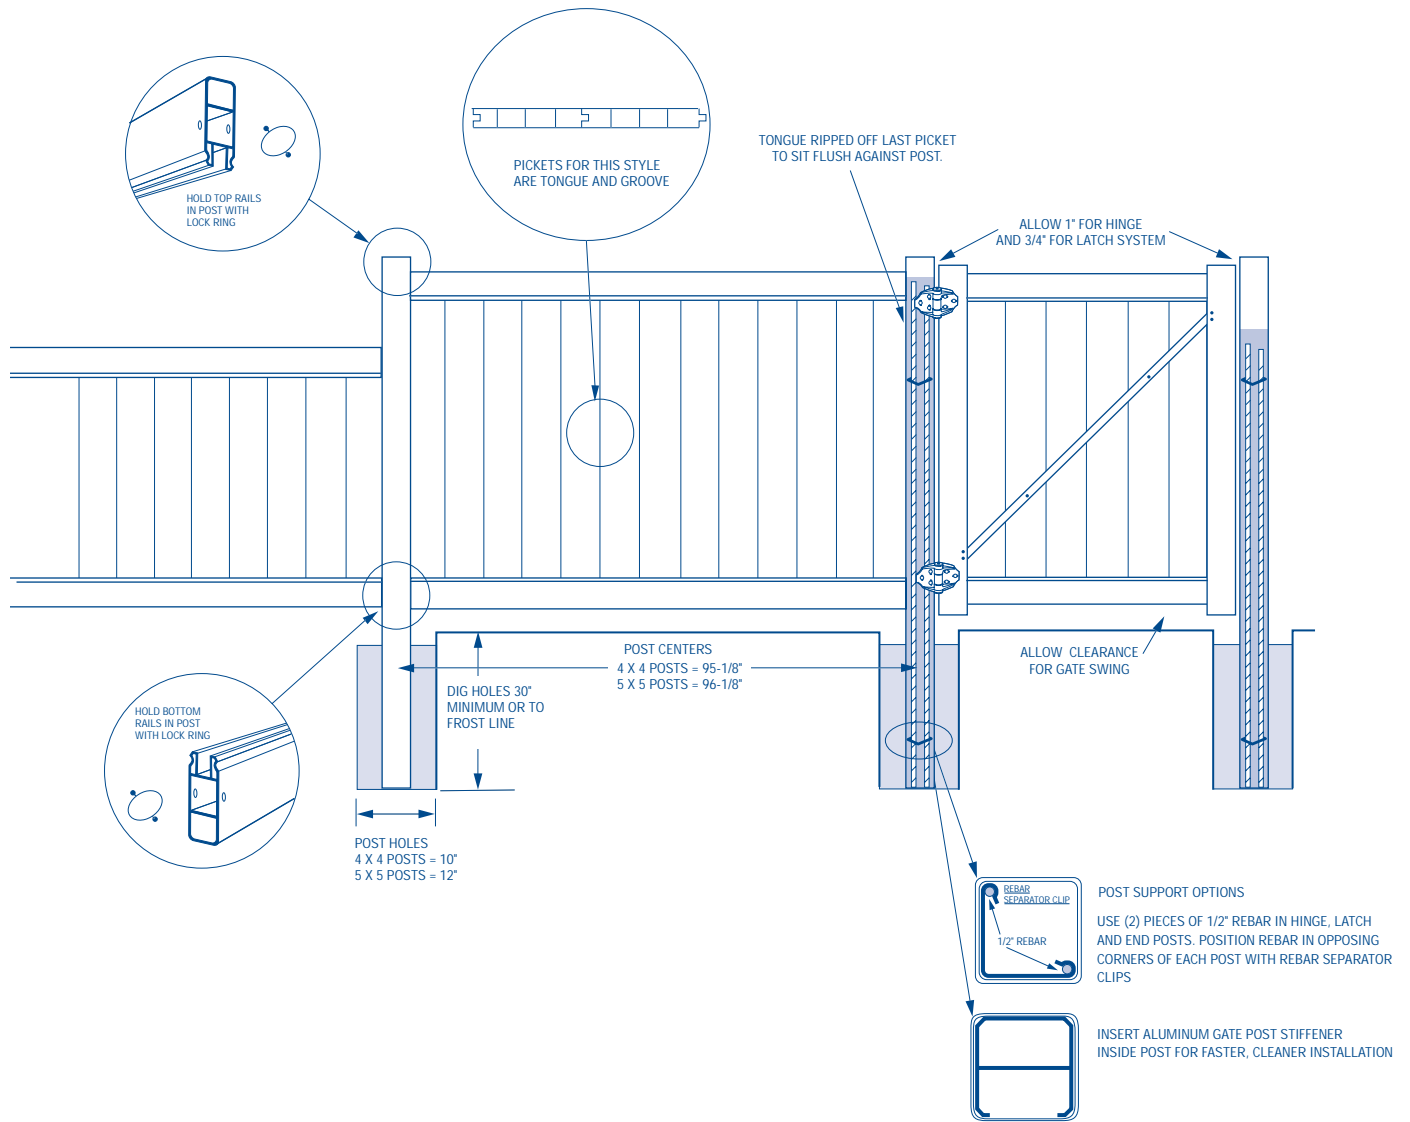 HOLD TOP RAILS
IN POST WITH
LOCK RING
PICKETS FOR THIS STYLE
ARE TONGUE AND GROOVE
TONGUE RIPPED OFF LAST PICKET
TO SIT FLUSH AGAINST POST.
ALLOW 1" FOR HINGE
AND 3/4" FOR LATCH SYSTEM
POST CENTERS
4 X 4 POSTS = 95-1/8"
5 X 5 POSTS = 96-1/8"
ALLOW CLEARANCE
FOR GATE SWING
DIG HOLES 30"
MINIMUM OR TO
FROST LINE
HOLD BOTTOM
RAILS IN POST
WITH LOCK RING
POST HOLES
4 X 4 POSTS = 10"
5 X 5 POSTS = 12"
REBAR
SEPARATOR CLIP
1/2" REBAR
POST SUPPORT OPTIONS
USE (2) PIECES OF 1/2" REBAR IN HINGE, LATCH
AND END POSTS. POSITION REBAR IN OPPOSING
CORNERS OF EACH POST WITH REBAR SEPARATOR
CLIPS
INSERT ALUMINUM GATE POST STIFFENER
INSIDE POST FOR FASTER, CLEANER INSTALLATION